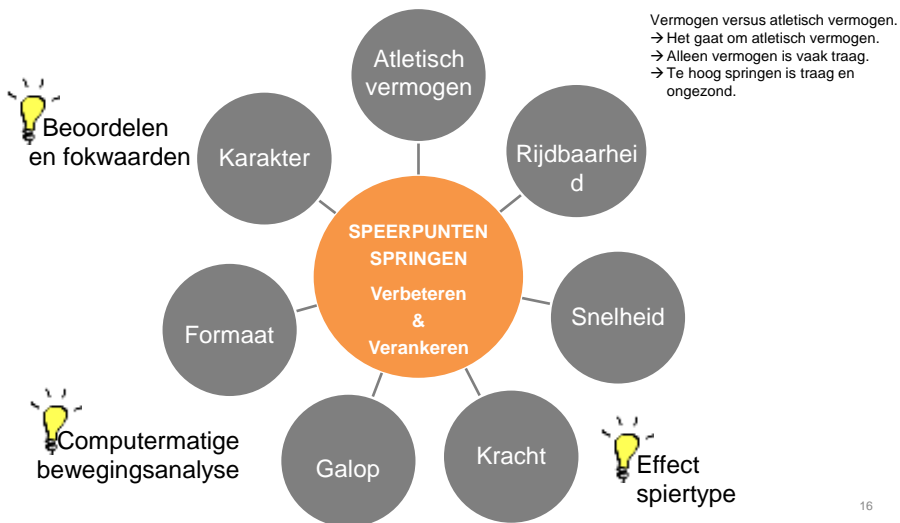 Vermogen versus atletisch vermogen.
→ Het gaat om atletisch vermogen.
→ Alleen vermogen is vaak traag.
→ Te hoog springen is traag en
ongezond.
Atletisch
vermogen
Beoordelen
en fokwaarden
Karakter
Rijdbaarhei
d
SPEERPUNTEN
SPRINGEN
Verbeteren
&
Verankeren
Formaat
Snelheid
Computermatige
bewegingsanalyse
Galop
Kracht
Effect
spiertype
16